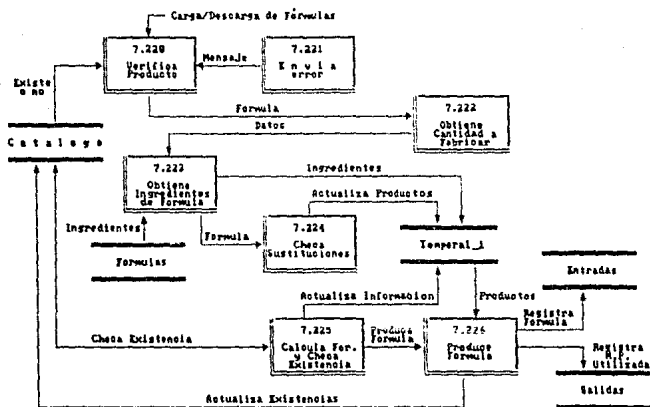 Carga/Descarga de Fórmulas
7.220
Verifica
Producto
Mensaje
7.221
E n v i a
error
Existe
o no
Formula
7.222
Obtiene
Cantidad a
Fabricar
Datos
C a t a l o g o
7.223
Obtiene
Ingredientes
de Formula
Ingredientes
Actualiza Productos
Ingredientes
Formula
7.224
Checa
Sustituciones
Temporal_1
Formulas
Entradas
Actualiza Informacion
Productos
Registra
Formula
Checa Existencia
7.225
Calcula For.
y Checa
Existencia
Produce
Formula
7.226
Produce
Formula
Registra
M.P.
Utilizada
Actualiza Existencias
Salidas